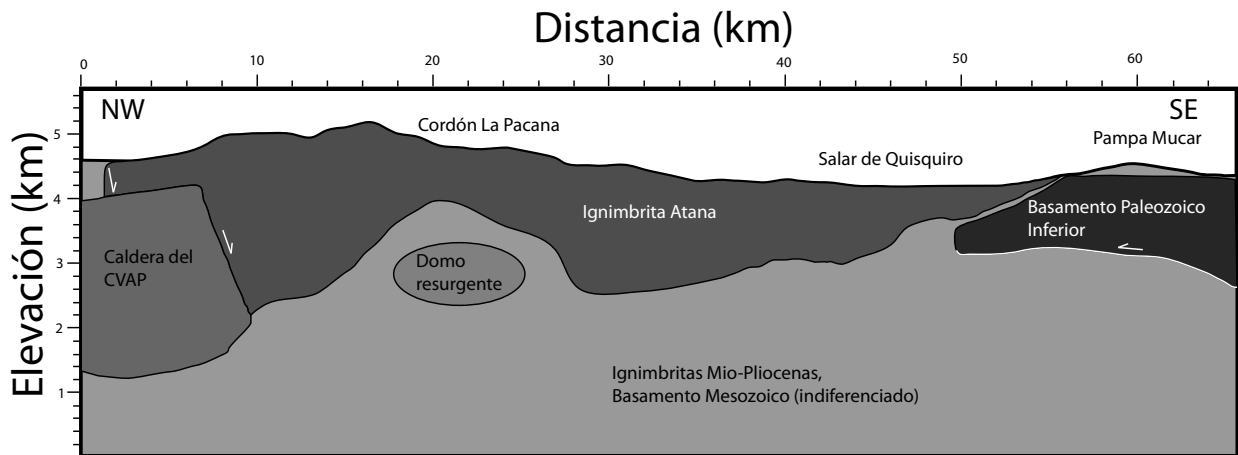 Distancia (km)
0 10 20 30 40 50 60
NW
SE
Elevación (km)
5
4
3
2
1
Cordón La Pacana
Pampa Mucar
Salar de Quisquiro
Ignimbrita Atana
Basamento Paleozoico
Inferior
Caldera del
CVAP
Domo
resurgente
Ignimbritas Mio-Pliocenas,
Basamento Mesozoico (indiferenciado)